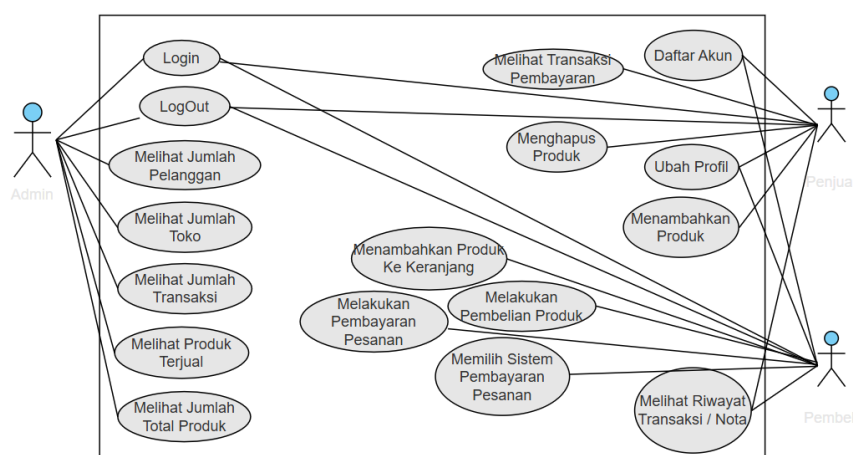 Login
LogOut
Melihat Jumlah
Pelanggan
Melihat Jumlah
Toko
Melihat Jumlah
Transaksi
Melihat Produk
Terjual
Melihat Jumlah
Total Produk
Admin
Melihat Transaksi
Pembayaran
Daftar Akun
Menghapus
Produk
Ubah Profil
Menambahkan
Produk
Menambahkan Produk
Ke Keranjang
Melakukan
Pembayaran
Pesanan
Melakukan
Pembelian Produk
Memilih Sistem
Pembayaran
Pesanan
Melihat Riwayat
Transaksi / Nota
Penjua
Pembel